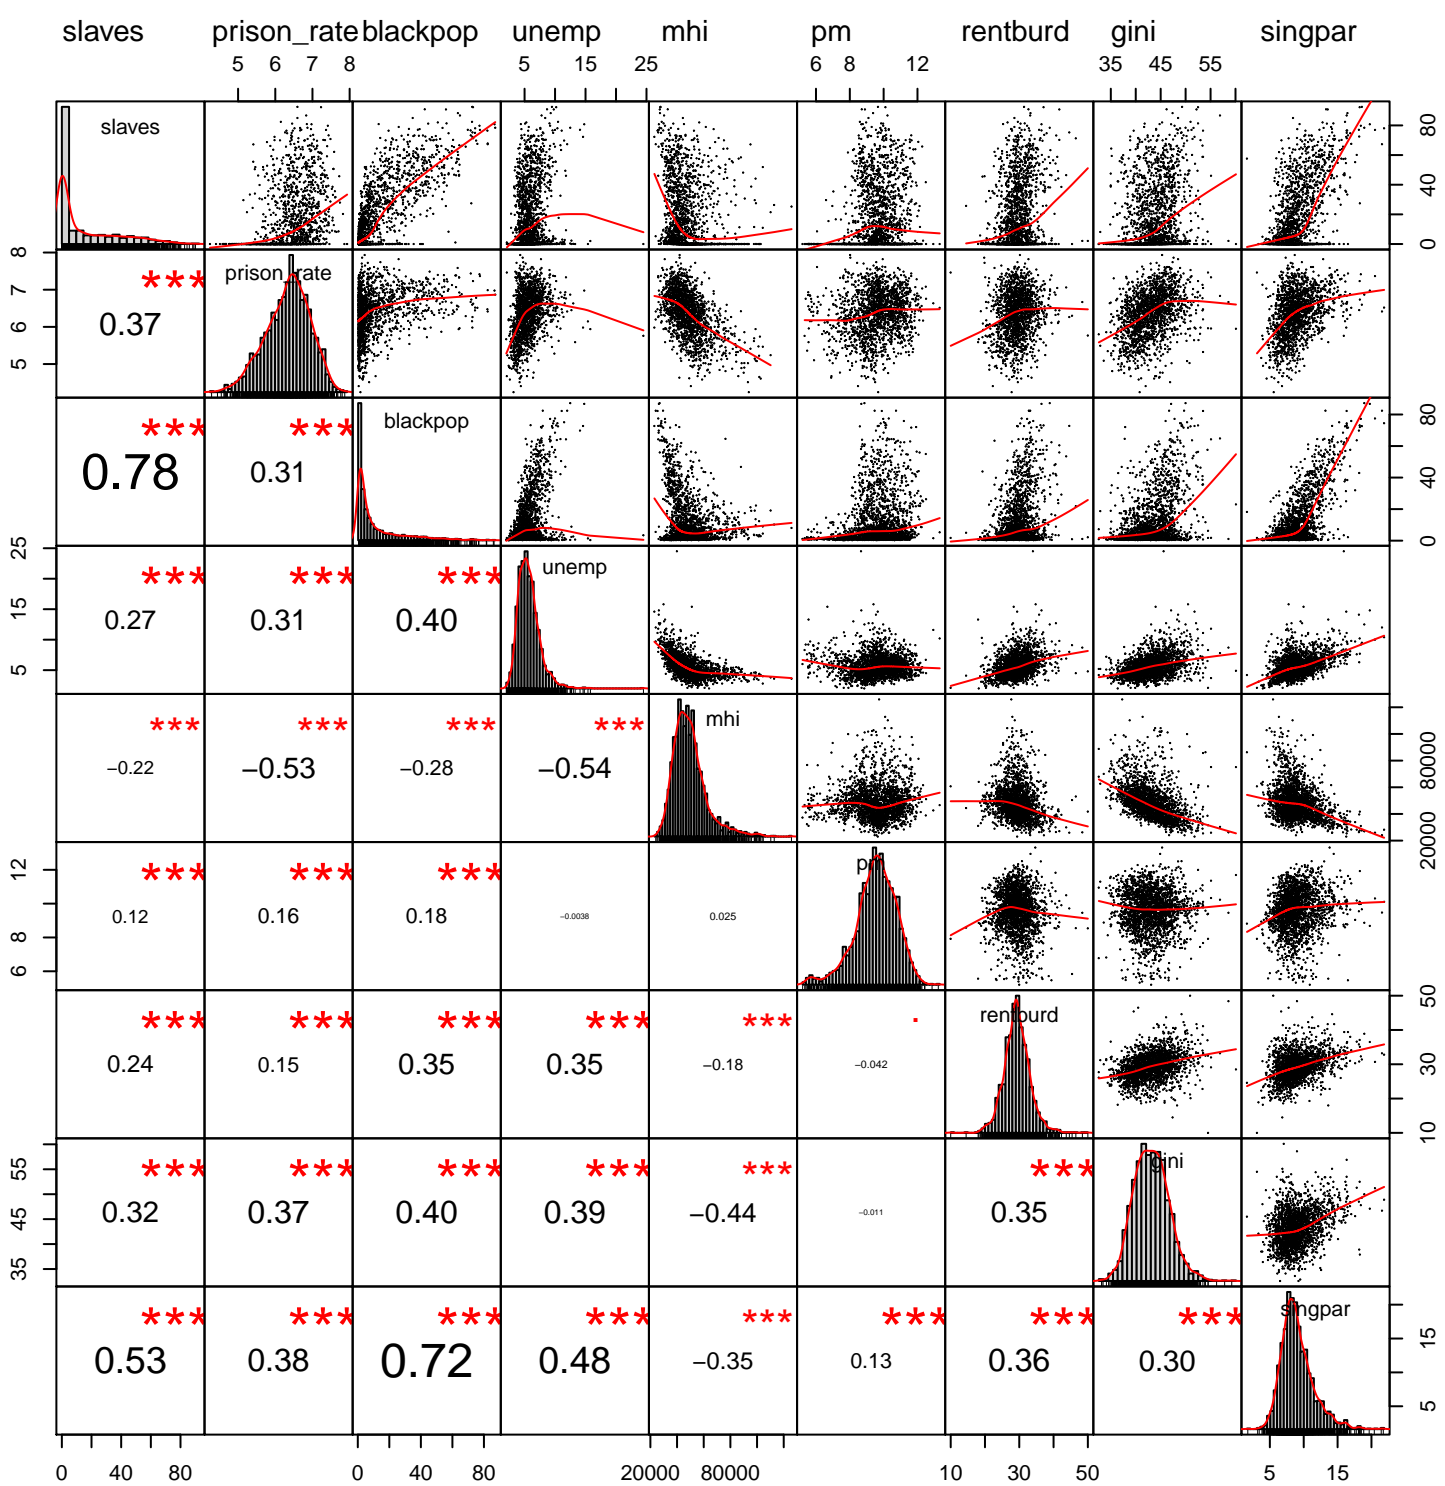 slaves prison_rate blackpop unemp mhi pm rentburd gini singpar
5 6 7 8 5 15 25 6 8 12 35 45 55
slaves
0 40 80
prison_rate
5 6 7 8
*** 0.37
blackpop
0 40 80
*** 0.78 *** 0.31
unemp
5 15 25
*** 0.27 *** 0.31 *** 0.40
mhi
20000 80000
*** −0.22 *** −0.53 *** −0.28 *** −0.54
6 8 12
*** 0.12 *** 0.16 *** 0.18 −0.0038 0.025
rentburd
10 30 50
*** 0.24 *** 0.15 *** 0.35 *** 0.35 *** −0.18 . −0.042
gini
35 45 55
*** 0.32 *** 0.37 *** 0.40 *** 0.39 *** −0.44 −0.011 *** 0.35
singpar
5 15
*** 0.53 *** 0.38 *** 0.72 *** 0.48 *** −0.35 *** 0.13 *** 0.36 *** 0.30
0 40 80 0 40 80 20000 80000 10 30 50 5 15